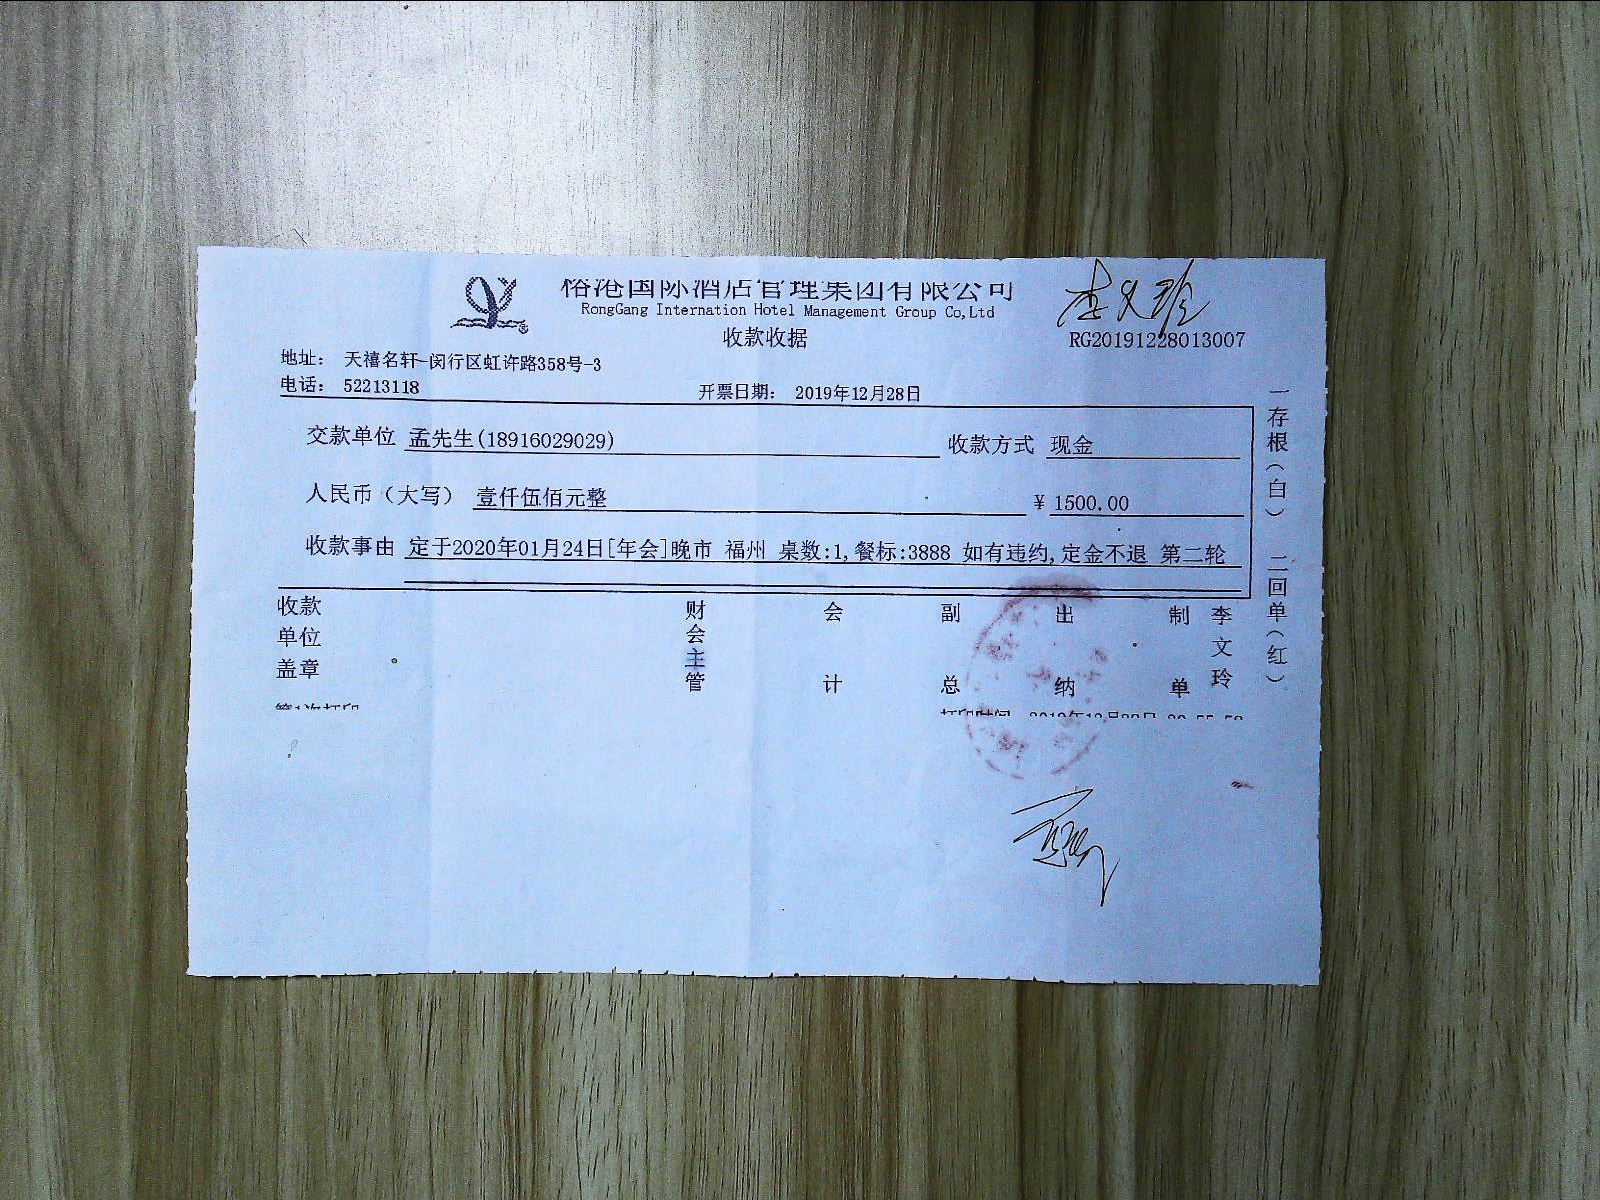 榕港国际酒店管理集团有限公司
RongGang Internation Hotel Management Group Co,Ltd
收款收据
李文玲
RG20191228013007
地址： 天禧名轩-闵行区虹许路358号-3
电话： 52213118
开票日期： 2019年12月28日
交款单位 孟先生(18916029029)
收款方式 现金
人民币（大写） 壹仟伍佰元整
¥ 1500.00
收款事由 定于2020年01月24日[年会]晚市 福州 桌数:1,餐标:3888 如有违约,定金不退 第二轮
收款单位盖章
财会主管
会计
副总
出纳
制单
李文玲
一存根（白） 二回单（红）
第1次打印